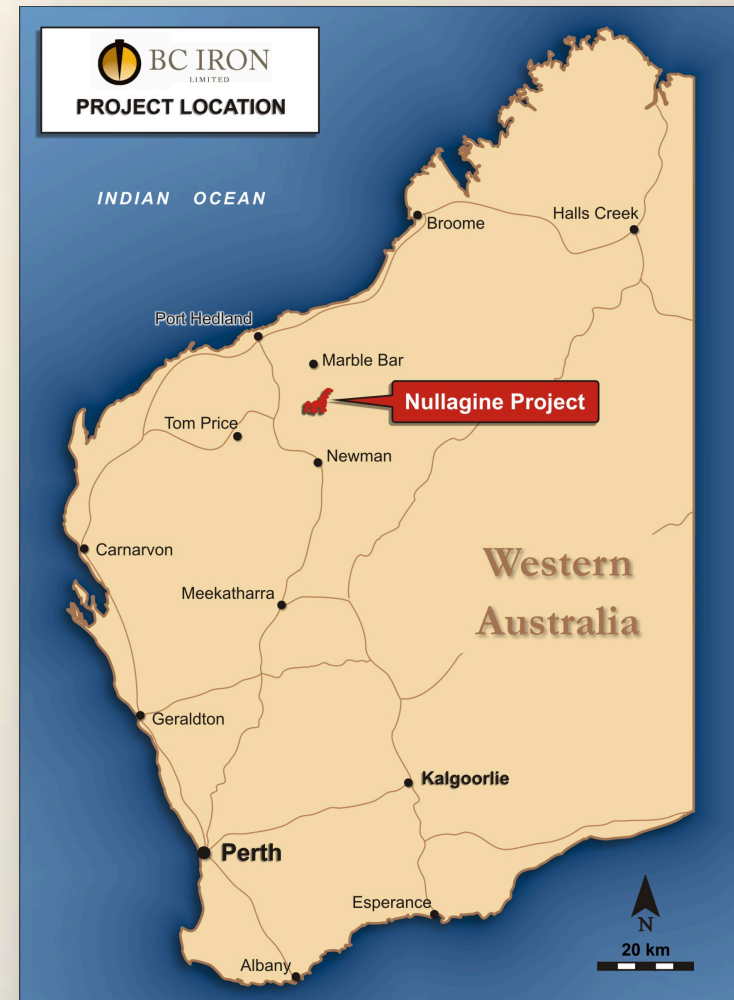 BC IRON
LIMITED
PROJECT LOCATION
INDIAN OCEAN
Broome
Halls Creek
Port Hedland
Marble Bar
Nullagine Project
Tom Price
Newman
Carnarvon
Western
Australia
Meekatharra
Geraldton
Kalgoorlie
Perth
Esperance
Albany
N
20 km